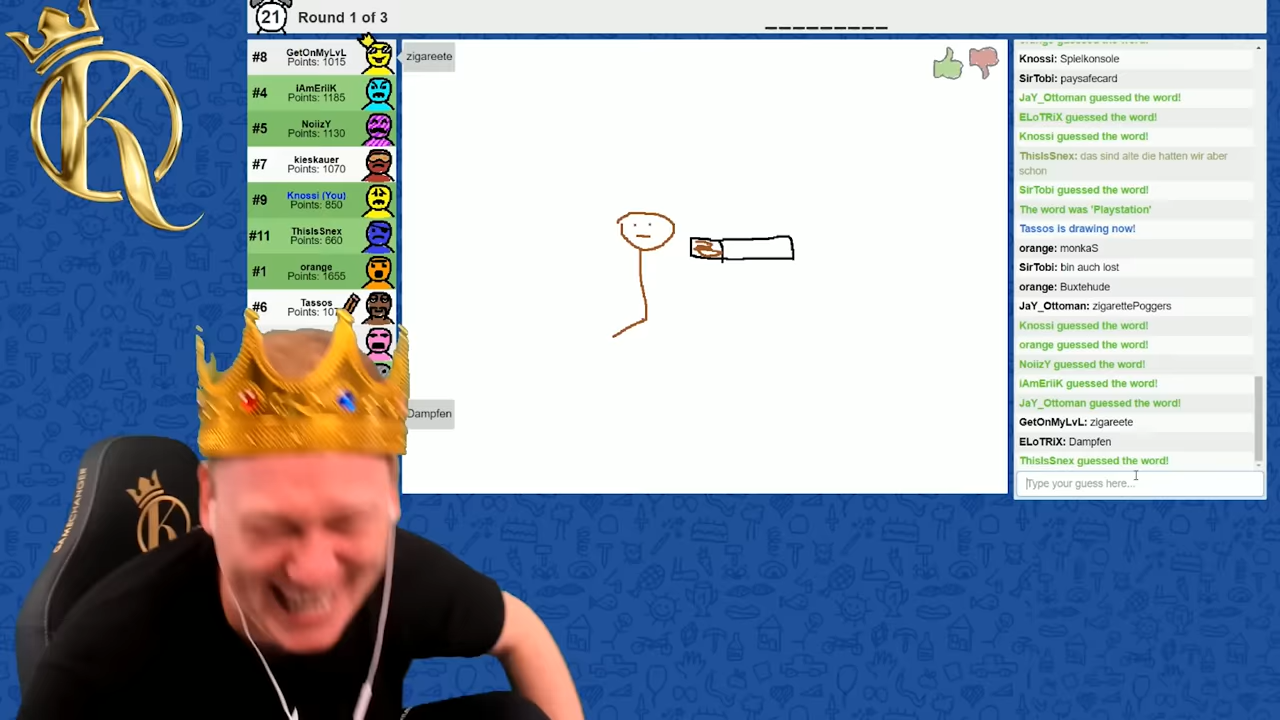 21
Round 1 of 3
_ _ _ _ _ _ _ _ _
#8
GetOnMyLvL
Points: 1015
#4
iAmEriiK
Points: 1185
#5
NoiizY
Points: 1130
#7
kieskauer
Points: 1070
#9
Knossi (You)
Points: 850
#11
ThisIsSnex
Points: 660
#1
orange
Points: 1655
#6
Tassos
zigareete
Dampfen
Knossi: Spielkonsole
SirTobi: paysafecard
JaY_Ottoman guessed the word!
ELoTRiX guessed the word!
Knossi guessed the word!
ThisIsSnex: das sind alte die hatten wir aber
schon
SirTobi guessed the word!
The word was 'Playstation'
Tassos is drawing now!
orange: monkaS
SirTobi: bin auch lost
orange: Buxtehude
JaY_Ottoman: zigarettePoggers
Knossi guessed the word!
orange guessed the word!
NoiizY guessed the word!
iAmEriiK guessed the word!
JaY_Ottoman guessed the word!
GetOnMyLvL: zigareete
ELoTRiX: Dampfen
ThisIsSnex guessed the word!
Type your guess here...
K
GAMECHANGER
K